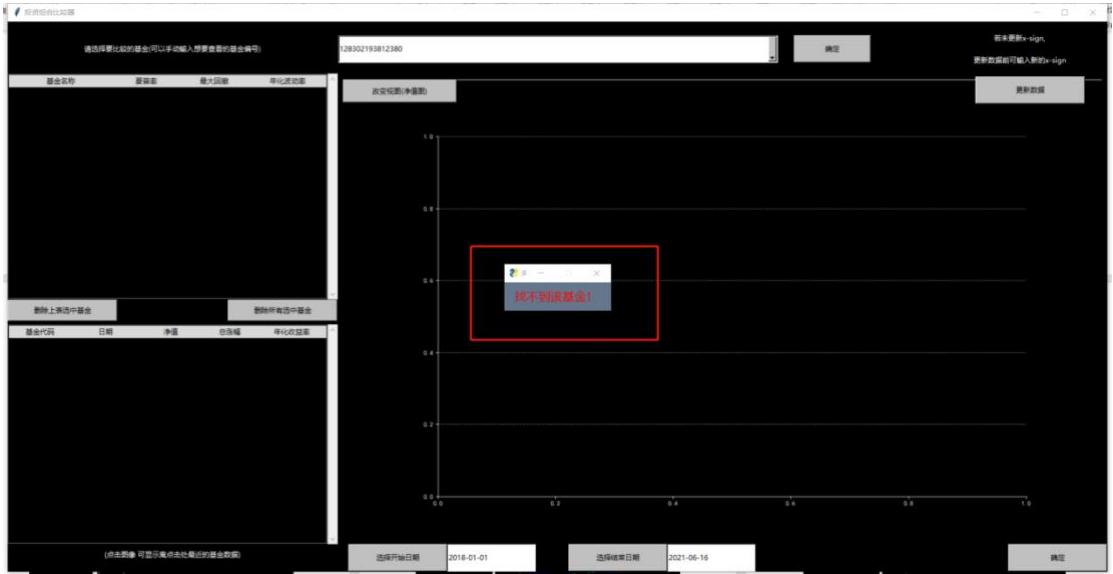 投资组合比较器
请选择要比较的基金(可以手动输入想要查看的基金编号)
128302193812380
确定
若未更新x-sign,
更新数据前可输入新的x-sign
更新数据
基金名称 夏普率 最大回撤 年化波动率
改变视图(净值图)
1.0
0.8
0.6
0.4
0.2
0.0
0.0 0.2 0.4 0.6 0.8 1.0
找不到该基金!
删除上表选中基金
删除所有选中基金
基金代码 日期 净值 总涨幅 年化收益率
(点击图像 可显示离点击处最近的基金数据)
选择开始日期
2018-01-01
选择结束日期
2021-06-16
确定